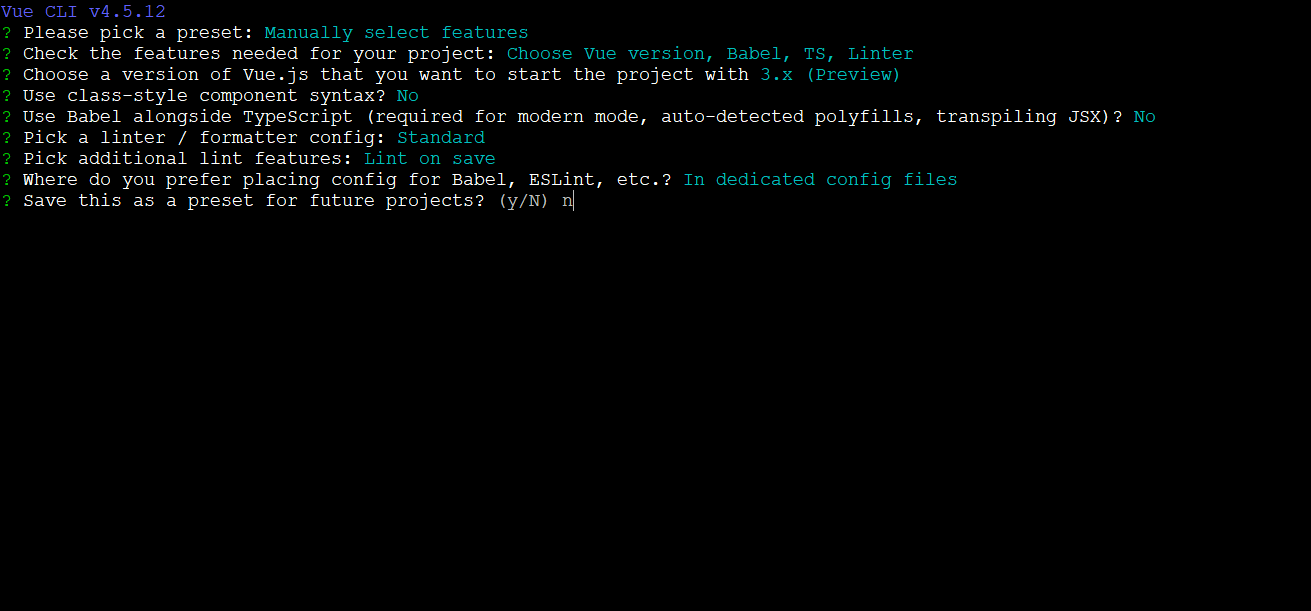 Vue CLI v4.5.12
? Please pick a preset: Manually select features
? Check the features needed for your project: Choose Vue version, Babel, TS, Linter
? Choose a version of Vue.js that you want to start the project with 3.x (Preview)
? Use class-style component syntax? No
? Use Babel alongside TypeScript (required for modern mode, auto-detected polyfills, transpiling JSX)? No
? Pick a linter / formatter config: Standard
? Pick additional lint features: Lint on save
? Where do you prefer placing config for Babel, ESLint, etc.? In dedicated config files
? Save this as a preset for future projects? (y/N) n